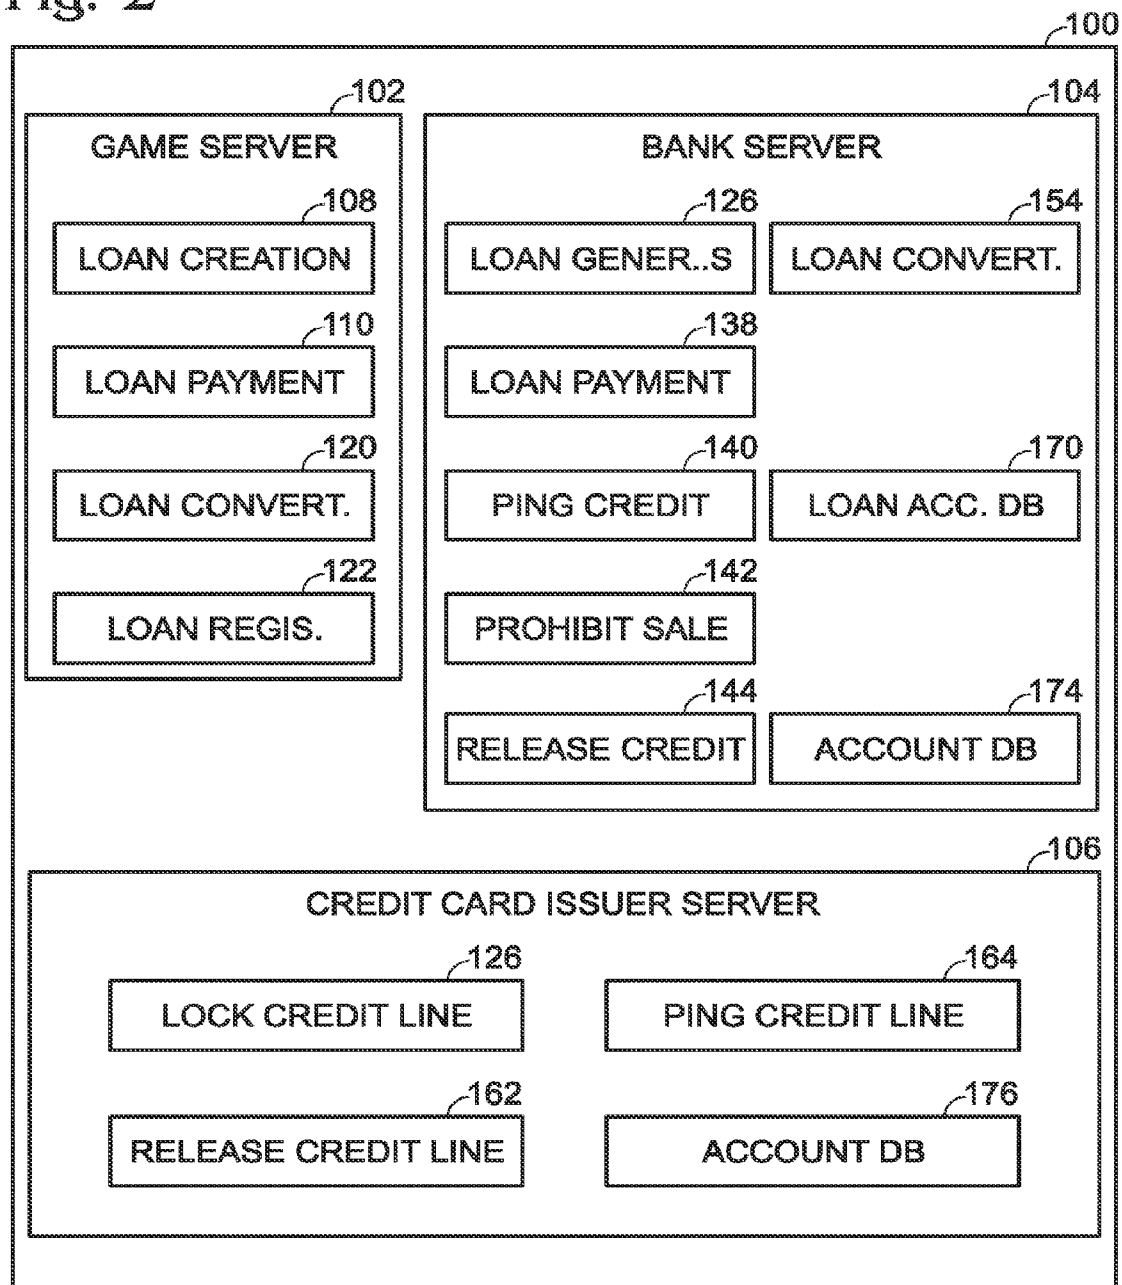 Fig. 2
100
102
GAME SERVER
108
LOAN CREATION
110
LOAN PAYMENT
120
LOAN CONVERT.
122
LOAN REGIS.
104
BANK SERVER
126
LOAN GENER..S
154
LOAN CONVERT.
138
LOAN PAYMENT
140
PING CREDIT
170
LOAN ACC. DB
142
PROHIBIT SALE
144
RELEASE CREDIT
174
ACCOUNT DB
106
CREDIT CARD ISSUER SERVER
126
LOCK CREDIT LINE
164
PING CREDIT LINE
162
RELEASE CREDIT LINE
176
ACCOUNT DB